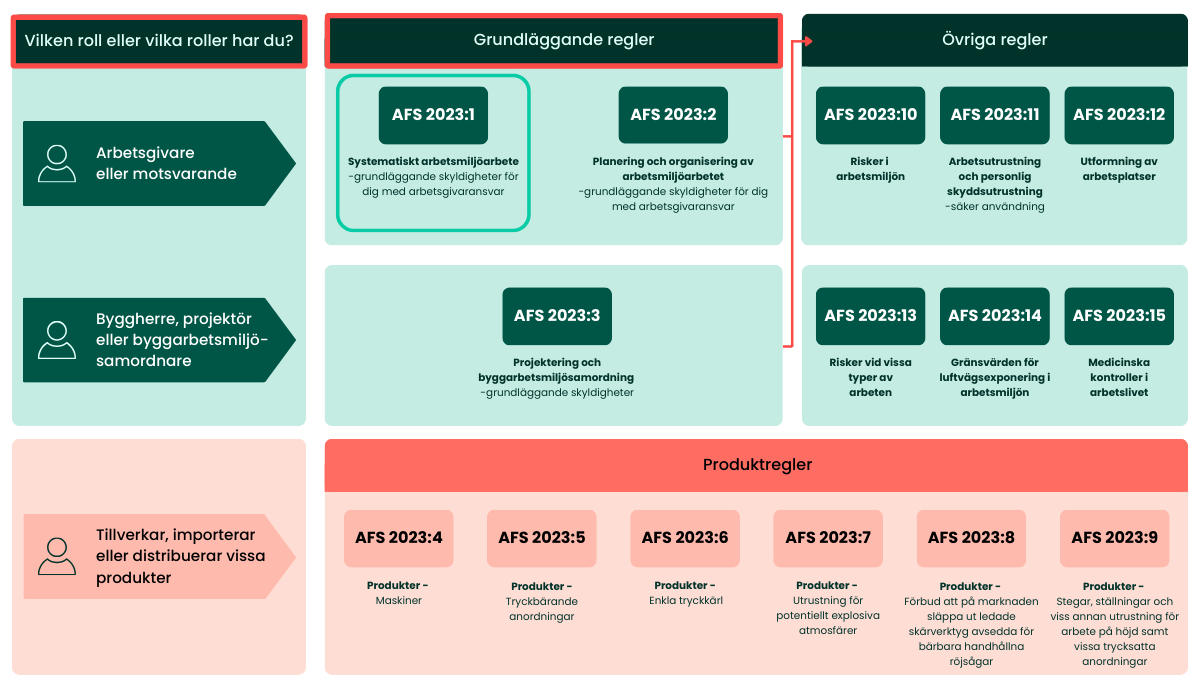 Vilken roll eller vilka roller har du?
Grundläggande regler
Övriga regler
Arbetsgivare
eller motsvarande
AFS 2023:1
Systematiskt arbetsmiljöarbete
-grundläggande skyldigheter för
dig med arbetsgivaransvar
AFS 2023:2
Planering och organisering av
arbetsmiljöarbetet
-grundläggande skyldigheter för dig
med arbetsgivaransvar
AFS 2023:10
Risker i
arbetsmiljön
AFS 2023:11
Arbetsutrustning
och personlig
skyddsutrustning
-säker användning
AFS 2023:12
Utformning av
arbetsplatser
Byggherre, projektör
eller byggarbetsmiljö-
samordnare
AFS 2023:3
Projektering och
byggarbetsmiljösamordning
-grundläggande skyldigheter
AFS 2023:13
Risker vid vissa
typer av
arbeten
AFS 2023:14
Gränsvärden för
luftvägsexponering i
arbetsmiljön
AFS 2023:15
Medicinska
kontroller i
arbetslivet
Produktregler
Tillverkar, importerar
eller distribuerar vissa
produkter
AFS 2023:4
Produkter -
Maskiner
AFS 2023:5
Produkter -
Tryckbärande
anordningar
AFS 2023:6
Produkter -
Enkla tryckkärl
AFS 2023:7
Produkter -
Utrustning för
potentiellt explosiva
atmosfärer
AFS 2023:8
Produkter -
Förbud att på marknaden
släppa ut ledade
skärverktyg avsedda för
bärbara handhållna
röjsågar
AFS 2023:9
Produkter -
Stegar, ställningar och
viss annan utrustning för
arbete på höjd samt
vissa trycksatta
anordningar